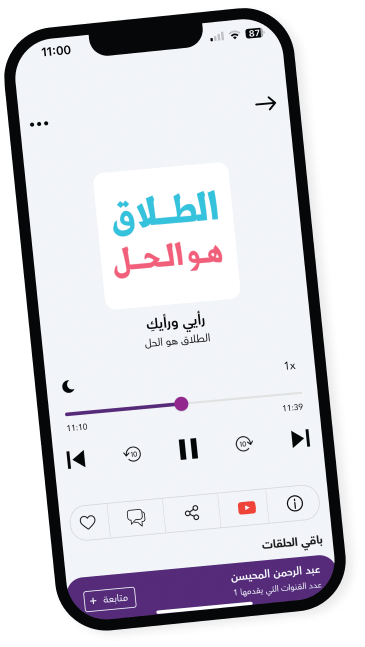 11:00
87
الطلاق
هو الحل
رأيي ورأيك
الطلاق هو الحل
1x
11:10
11:39
10
10
باقي الحلقات
عبد الرحمن المحيسن
عدد القنوات التي يقدمها 1
متابعة +